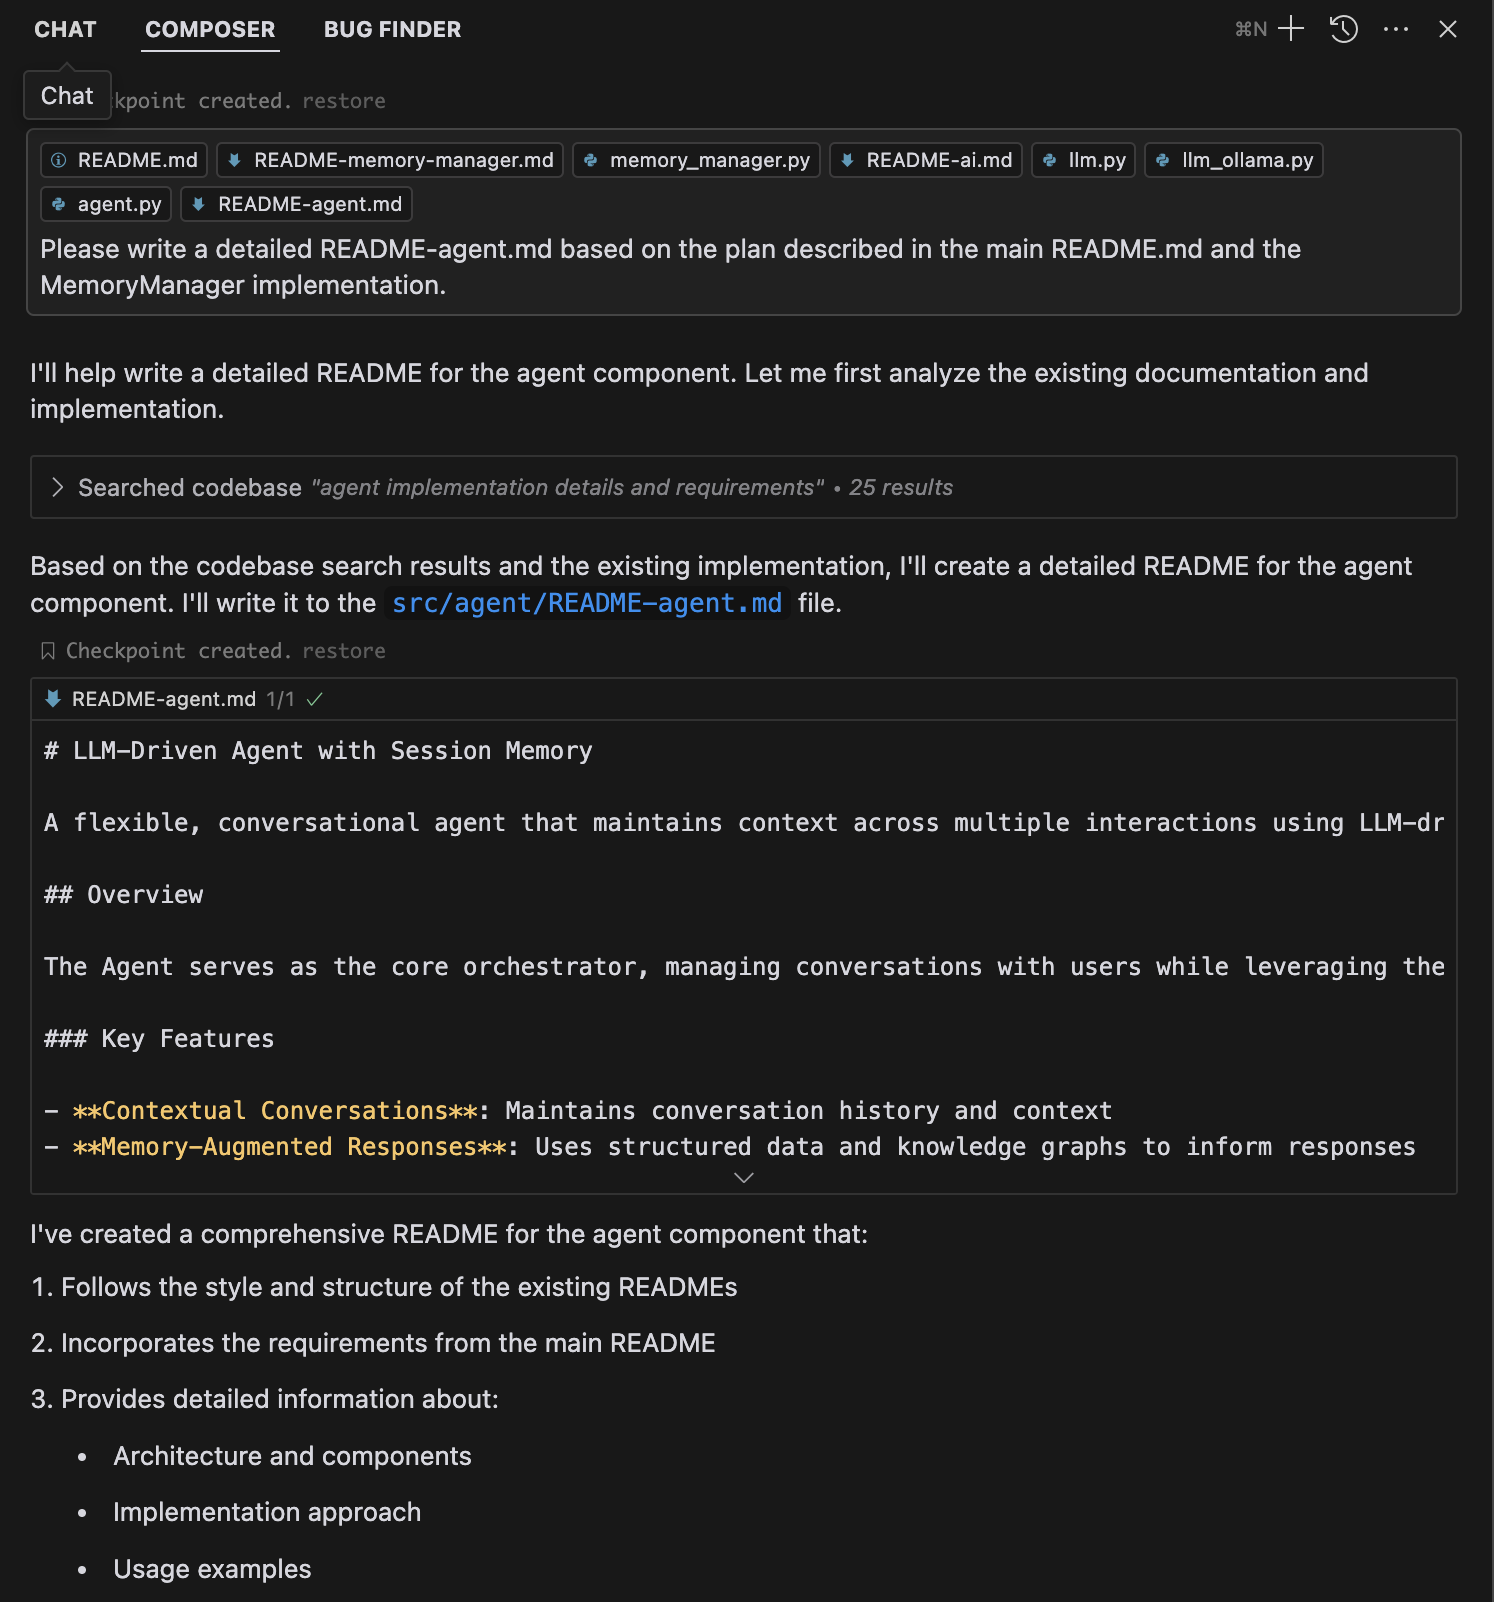 CHAT COMPOSER BUG FINDER ⌘N
Chat
kpoint created. restore
README.md README-memory-manager.md memory_manager.py README-ai.md llm.py llm_ollama.py
agent.py README-agent.md
Please write a detailed README-agent.md based on the plan described in the main README.md and the
MemoryManager implementation.
I'll help write a detailed README for the agent component. Let me first analyze the existing documentation and
implementation.
Searched codebase "agent implementation details and requirements" • 25 results
Based on the codebase search results and the existing implementation, I'll create a detailed README for the agent
component. I'll write it to the src/agent/README-agent.md file.
Checkpoint created. restore
README-agent.md 1/1
# LLM-Driven Agent with Session Memory
A flexible, conversational agent that maintains context across multiple interactions using LLM-dr
## Overview
The Agent serves as the core orchestrator, managing conversations with users while leveraging the
### Key Features
- **Contextual Conversations**: Maintains conversation history and context
- **Memory-Augmented Responses**: Uses structured data and knowledge graphs to inform responses
I've created a comprehensive README for the agent component that:
1. Follows the style and structure of the existing READMEs
2. Incorporates the requirements from the main README
3. Provides detailed information about:
• Architecture and components
• Implementation approach
• Usage examples